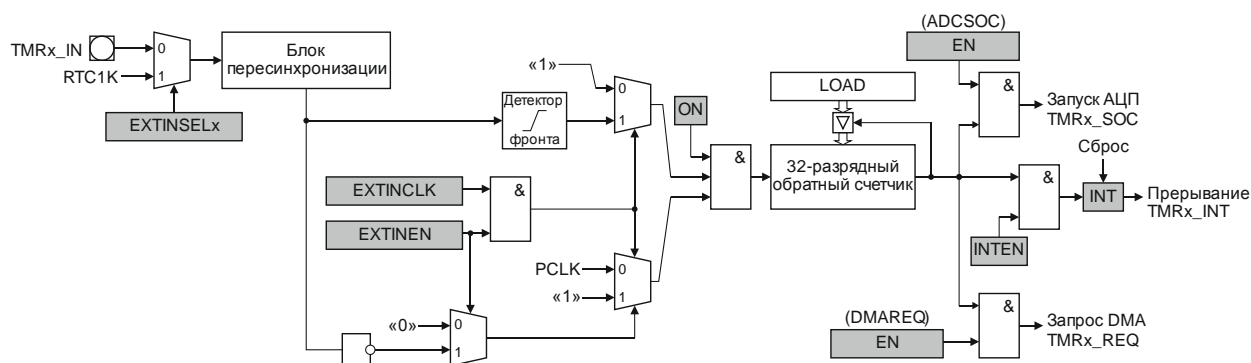 TMRx_IN
0
RTC1K
1
EXTINSELx
Блок
пересинхронизации
«1»
0
1
Детектор
фронта
EXTINCLK
EXTINEN
&
PCLK
0
«1»
1
«0»
0
1
ON
&
LOAD
32-разрядный
обратный счетчик
(ADCSOC)
EN
&
Запуск АЦП
TMRx_SOC
Сброс
&
INT
Прерывание
TMRx_INT
INTEN
(DMAREQ)
EN
&
Запрос DMA
TMRx_REQ